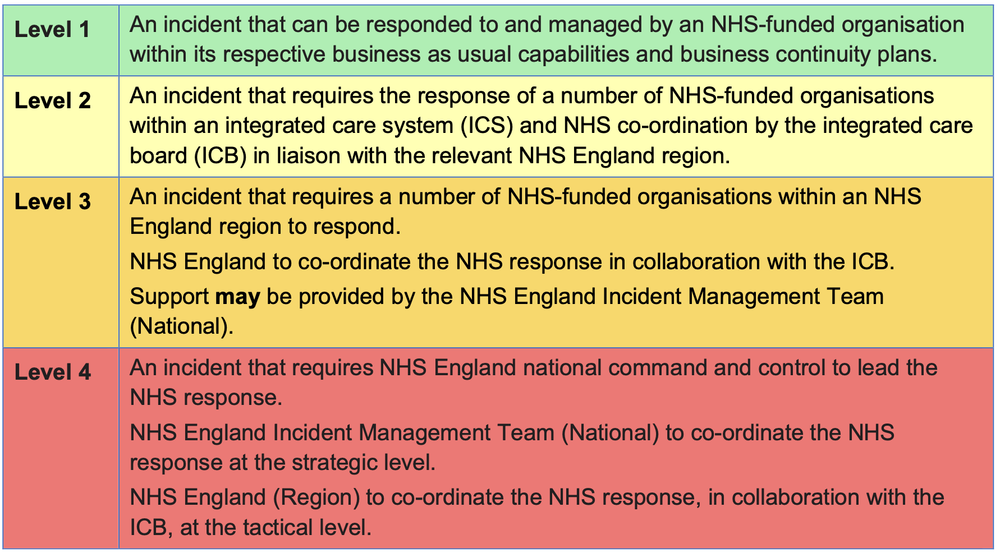 Level 1
An incident that can be responded to and managed by an NHS-funded organisation
within its respective business as usual capabilities and business continuity plans.
Level 2
An incident that requires the response of a number of NHS-funded organisations
within an integrated care system (ICS) and NHS co-ordination by the integrated care
board (ICB) in liaison with the relevant NHS England region.
Level 3
An incident that requires a number of NHS-funded organisations within an NHS
England region to respond.
NHS England to co-ordinate the NHS response in collaboration with the ICB.
Support may be provided by the NHS England Incident Management Team
(National).
Level 4
An incident that requires NHS England national command and control to lead the
NHS response.
NHS England Incident Management Team (National) to co-ordinate the NHS
response at the strategic level.
NHS England (Region) to co-ordinate the NHS response, in collaboration with the
ICB, at the tactical level.